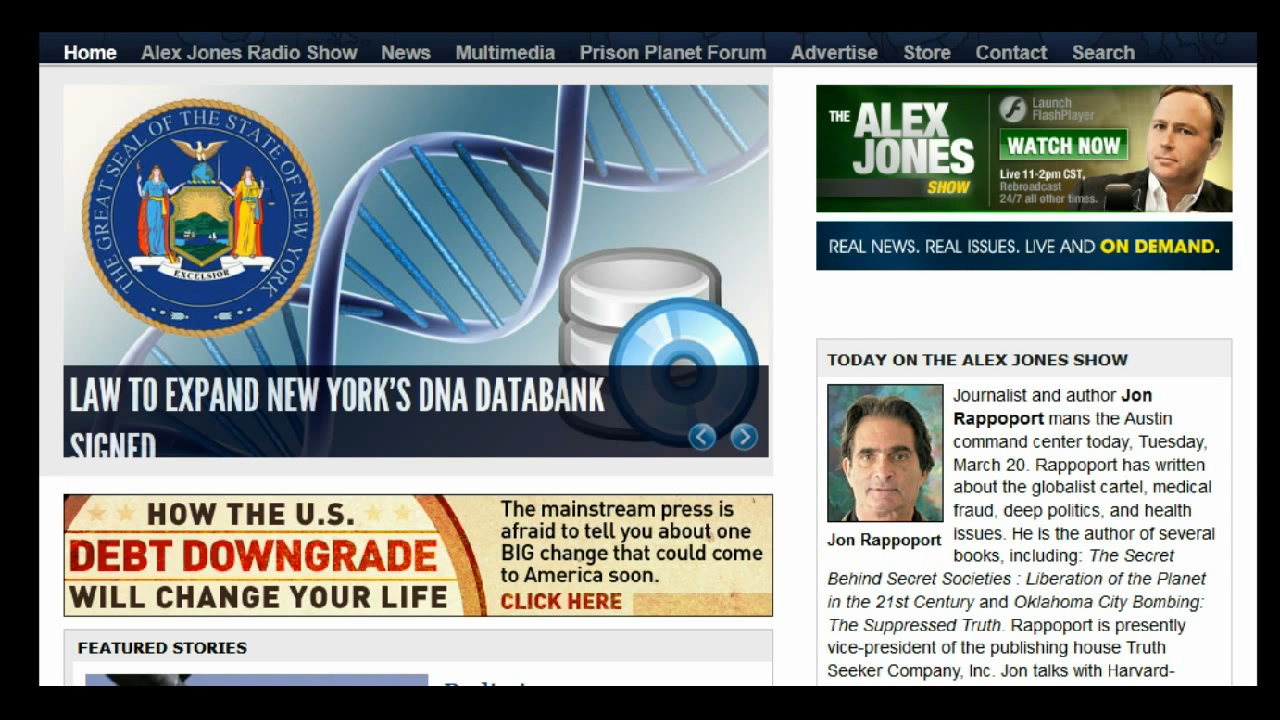 Home Alex Jones Radio Show News Multimedia Prison Planet Forum Advertise Store Contact Search
THE GREAT SEAL OF THE STATE OF NEW YORK
EXCELSIOR
LAW TO EXPAND NEW YORK'S DNA DATABANK
SIGNED
HOW THE U.S.
DEBT DOWNGRADE
WILL CHANGE YOUR LIFE
The mainstream press is
afraid to tell you about one
BIG change that could come
to America soon.
CLICK HERE
FEATURED STORIES
THE ALEX
JONES
SHOW
Launch
FlashPlayer
WATCH NOW
Live 11-2pm CST,
Rebroadcast
24/7 all other times.
REAL NEWS. REAL ISSUES. LIVE AND ON DEMAND.
TODAY ON THE ALEX JONES SHOW
Journalist and author Jon
Rappoport mans the Austin
command center today, Tuesday,
March 20. Rappoport has written
about the globalist cartel, medical
fraud, deep politics, and health
issues. He is the author of several
books, including: The Secret
Jon Rappoport
Behind Secret Societies : Liberation of the Planet
in the 21st Century and Oklahoma City Bombing:
The Suppressed Truth. Rappoport is presently
vice-president of the publishing house Truth
Seeker Company, Inc. Jon talks with Harvard-